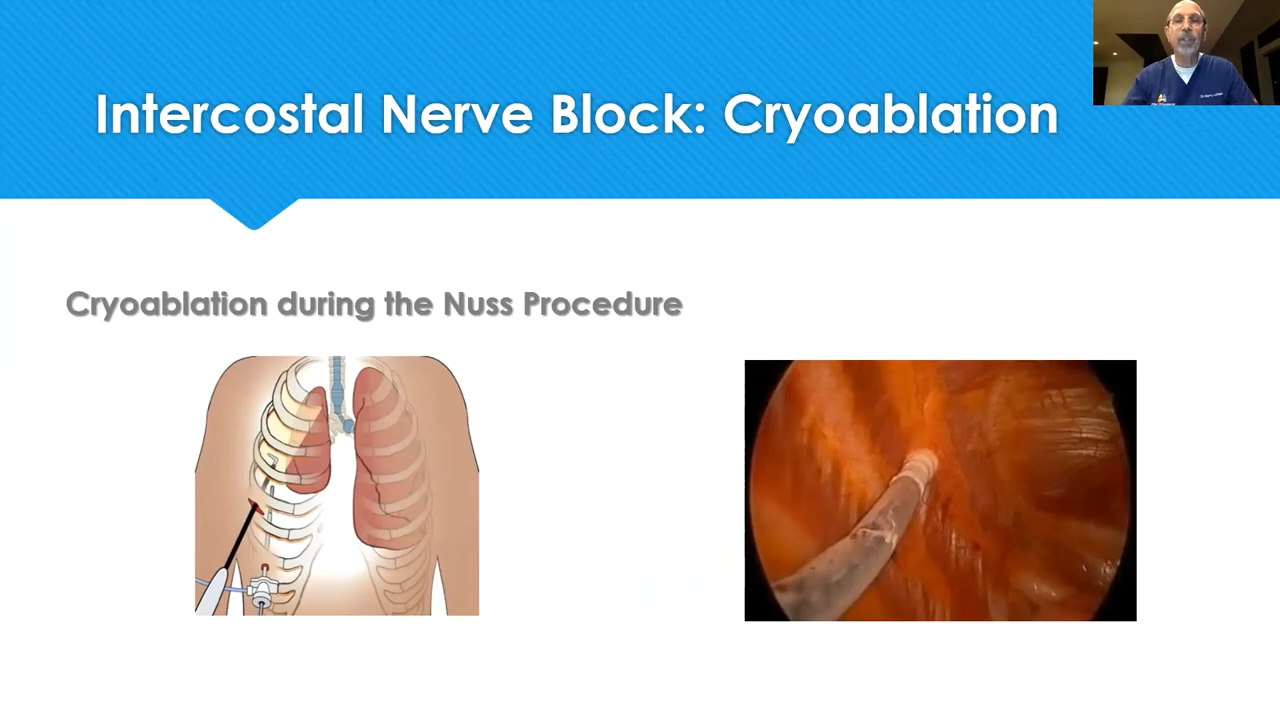 Intercostal Nerve Block: Cryoablation
Cryoablation during the Nuss Procedure